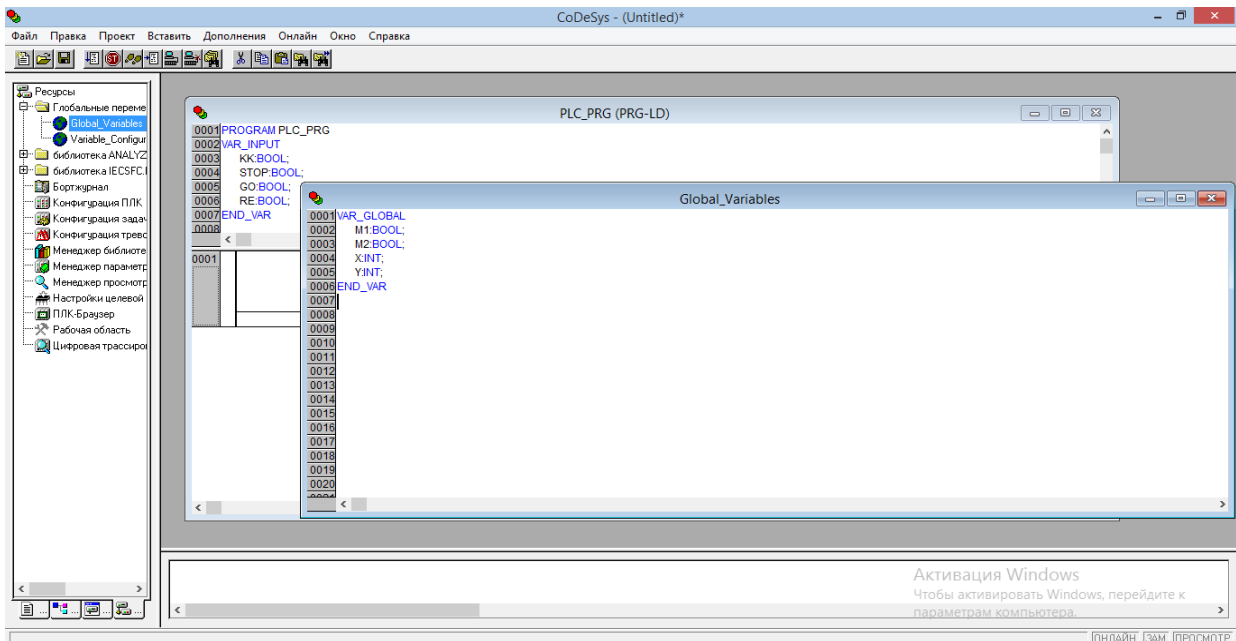 CoDeSys - (Untitled)*
Файл Правка Проект Вставить Дополнения Онлайн Окно Справка
Ресурсы
Глобальные переме
Global_Variables
Variable_Configur
библиотека ANALYZ
библиотека IECSFC.l
Бортжурнал
Конфигурация ПЛК
Конфигурация задач
Конфигурация трево
Менеджер библиоте
Менеджер параметр
Менеджер просмотр
Настройки целевой
ПЛК-Браузер
Рабочая область
Цифровая трассиров
PLC_PRG (PRG-LD)
0001 PROGRAM PLC_PRG
0002 VAR_INPUT
0003 KK:BOOL;
0004 STOP:BOOL;
0005 GO:BOOL;
0006 RE:BOOL;
0007 END_VAR
0008
0001
Global_Variables
0001 VAR_GLOBAL
0002 M1:BOOL;
0003 M2:BOOL;
0004 X:INT;
0005 Y:INT;
0006 END_VAR
0007
0008
0009
0010
0011
0012
0013
0014
0015
0016
0017
0018
0019
0020
Активация Windows
Чтобы активировать Windows, перейдите к
параметрам компьютера.
ОНЛАЙН ЗАМ ПРОСМОТР